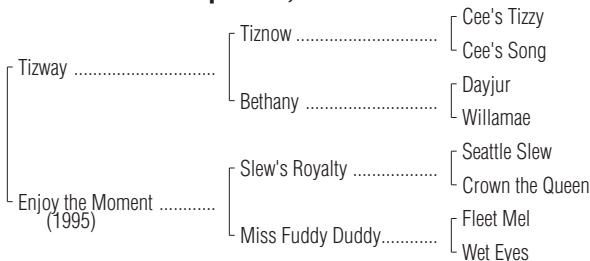 Cee's Tizzy
Tiznow ..................................
Cee's Song
Tizway .................................
Dayjur
Bethany ...............................
Willamae
Seattle Slew
Slew's Royalty ....................
Crown the Queen
Enjoy the Moment .............
(1995)
Fleet Mel
Miss Fuddy Duddy.............
Wet Eyes